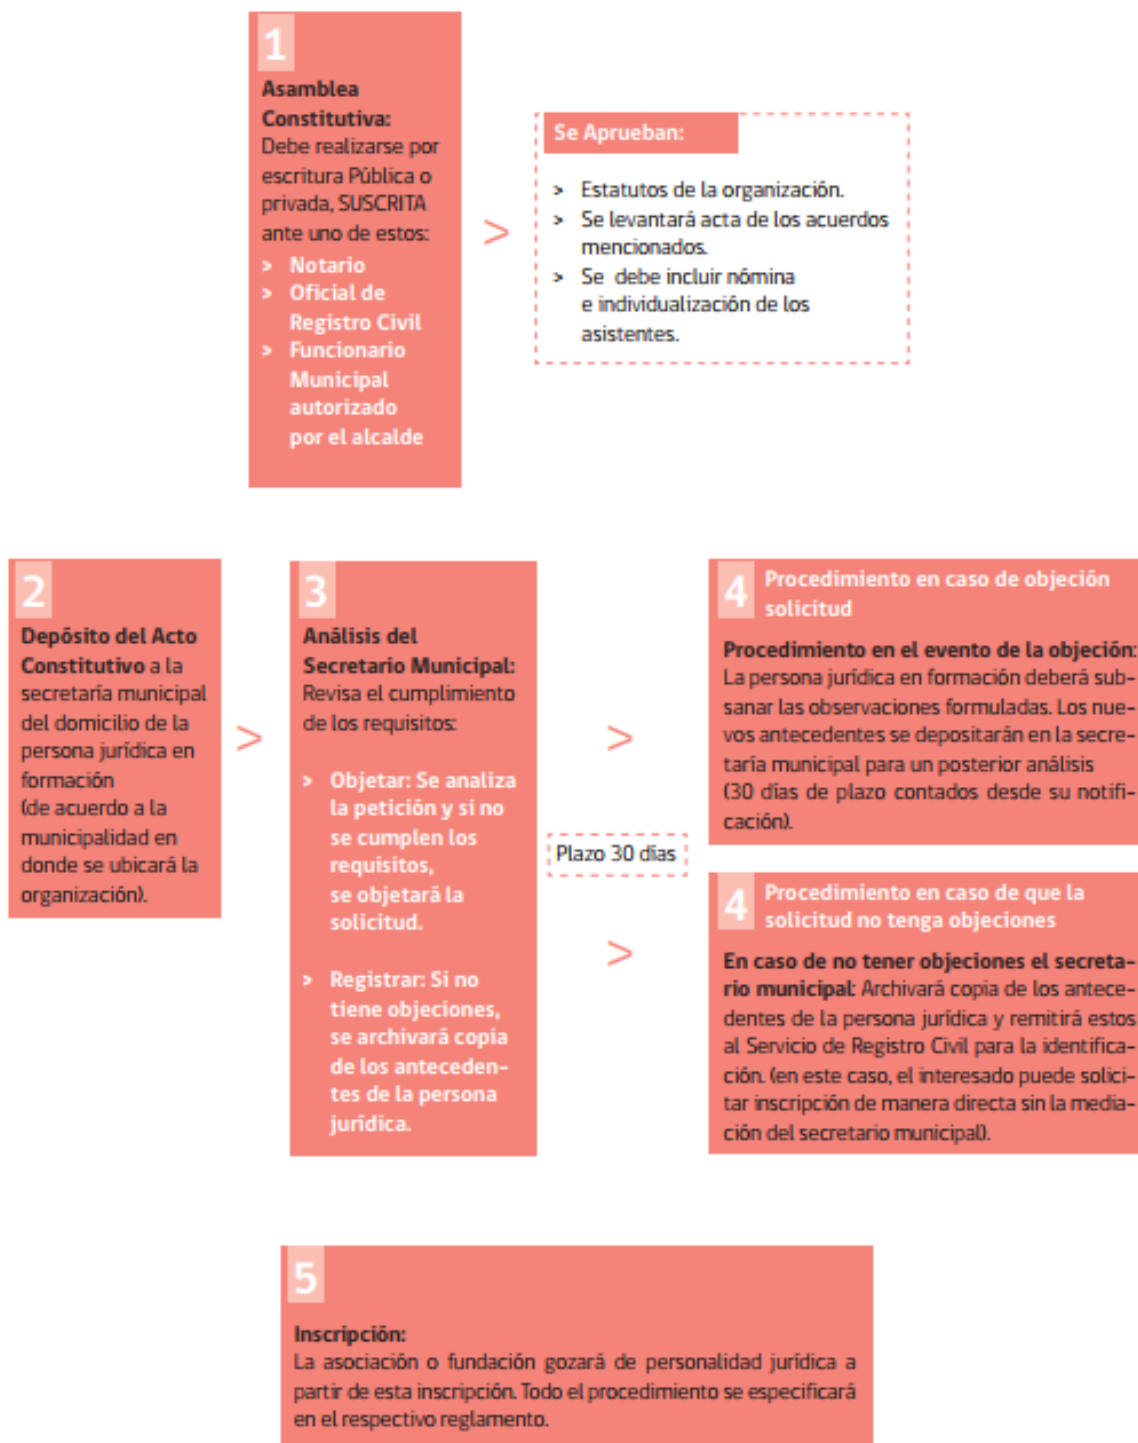 1
Asamblea
Constitutiva:
Debe realizarse por
escritura Pública o
privada, SUSCRITA
ante uno de estos:
> Notario
> Oficial de
Registro Civil
> Funcionario
Municipal
autorizado
por el alcalde
>
Se Aprueban:
> Estatutos de la organización.
> Se levantará acta de los acuerdos
mencionados.
> Se debe incluir nómina
e individualización de los
asistentes.
2
Depósito del Acto
Constitutivo a la
secretaría municipal
del domicilio de la
persona jurídica en
formación
(de acuerdo a la
municipalidad en
donde se ubicará la
organización).
>
3
Análisis del
Secretario Municipal:
Revisa el cumplimiento
de los requisitos:
> Objetar: Se analiza
la petición y si no
se cumplen los
requisitos,
se objetará la
solicitud.
> Registrar: Si no
tiene objeciones,
se archivará copia
de los anteceden-
tes de la persona
jurídica.
>
Plazo 30 días
>
4 Procedimiento en caso de objeción
solicitud
Procedimiento en el evento de la objeción:
La persona jurídica en formación deberá sub-
sanar las observaciones formuladas. Los nue-
vos antecedentes se depositarán en la secre-
taría municipal para un posterior análisis
(30 días de plazo contados desde su notifi-
cación).
4 Procedimiento en caso de que la
solicitud no tenga objeciones
En caso de no tener objeciones el secreta-
rio municipal: Archivará copia de los antece-
dentes de la persona jurídica y remitirá estos
al Servicio de Registro Civil para la identifica-
ción. (en este caso, el interesado puede solici-
tar inscripción de manera directa sin la media-
ción del secretario municipal).
5
Inscripción:
La asociación o fundación gozará de personalidad jurídica a
partir de esta inscripción. Todo el procedimiento se especificará
en el respectivo reglamento.